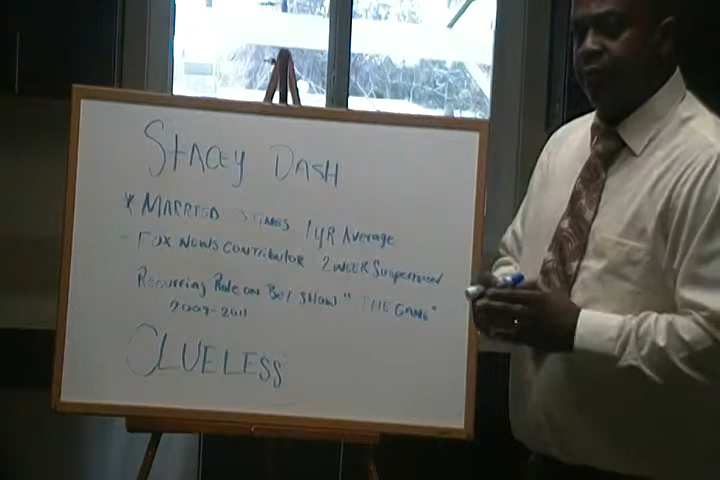 STACEY DASH
* MARRIED 3 TIMES 1 YR Average
- FOX NEWS CONTRIbuTOR 2 WEEK SuspenSION
Recurring Role on BET SHOW "THE GAME"
2009-2011
CLUELESS